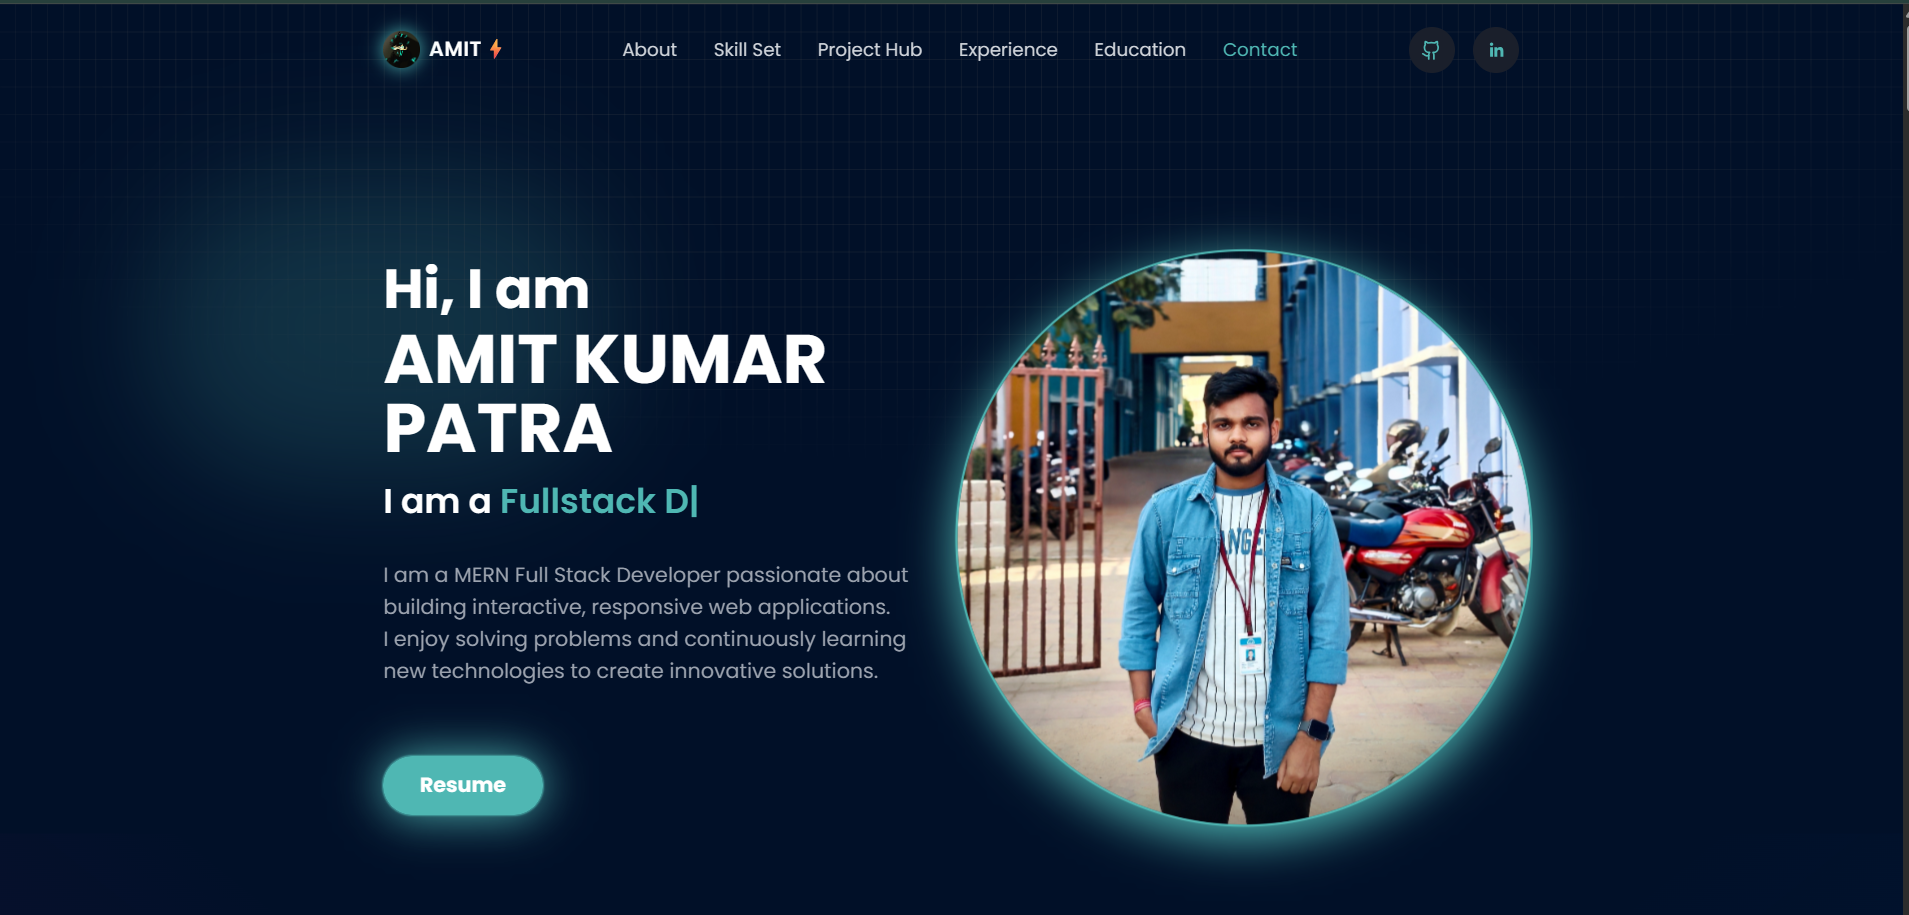 AMIT
About
Skill Set
Project Hub
Experience
Education
Contact
in
Hi, I am
AMIT KUMAR
PATRA
I am a Fullstack D|
I am a MERN Full Stack Developer passionate about
building interactive, responsive web applications.
I enjoy solving problems and continuously learning
new technologies to create innovative solutions.
Resume